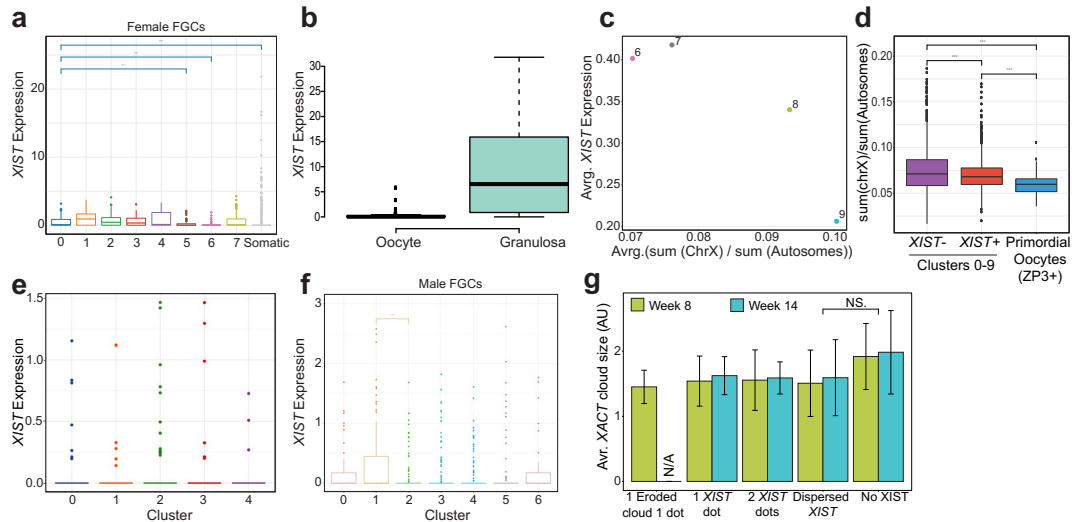 a
Female FGCs
XIST Expression
20
10
0
0 1 2 3 4 5 6 7 Somatic
b
XIST Expression
30
25
20
15
10
5
0
Oocyte Granulosa
c
Avrg. XIST Expression
0.40
0.35
0.30
0.25
0.20
6
7
8
9
0.07 0.08 0.09 0.10
Avrg.(sum (ChrX) / sum (Autosomes))
d
sum(chrX)/sum(Autosomes)
0.20
0.15
0.10
0.05
***
*** ***
XIST- XIST+ Primordial
Clusters 0-9 Oocytes
(ZP3+)
e
XIST Expression
1.5
1.0
0.5
0.0
0 1 2 3 4
Cluster
f
Male FGCs
XIST Expression
3
2
1
0
0 1 2 3 4 5 6
Cluster
g
Avr. XACT cloud size (AU)
Week 8 Week 14
NS.
2
1
0
N/A
1 Eroded 1 XIST 2 XIST Dispersed No XIST
cloud 1 dot dot dots XIST